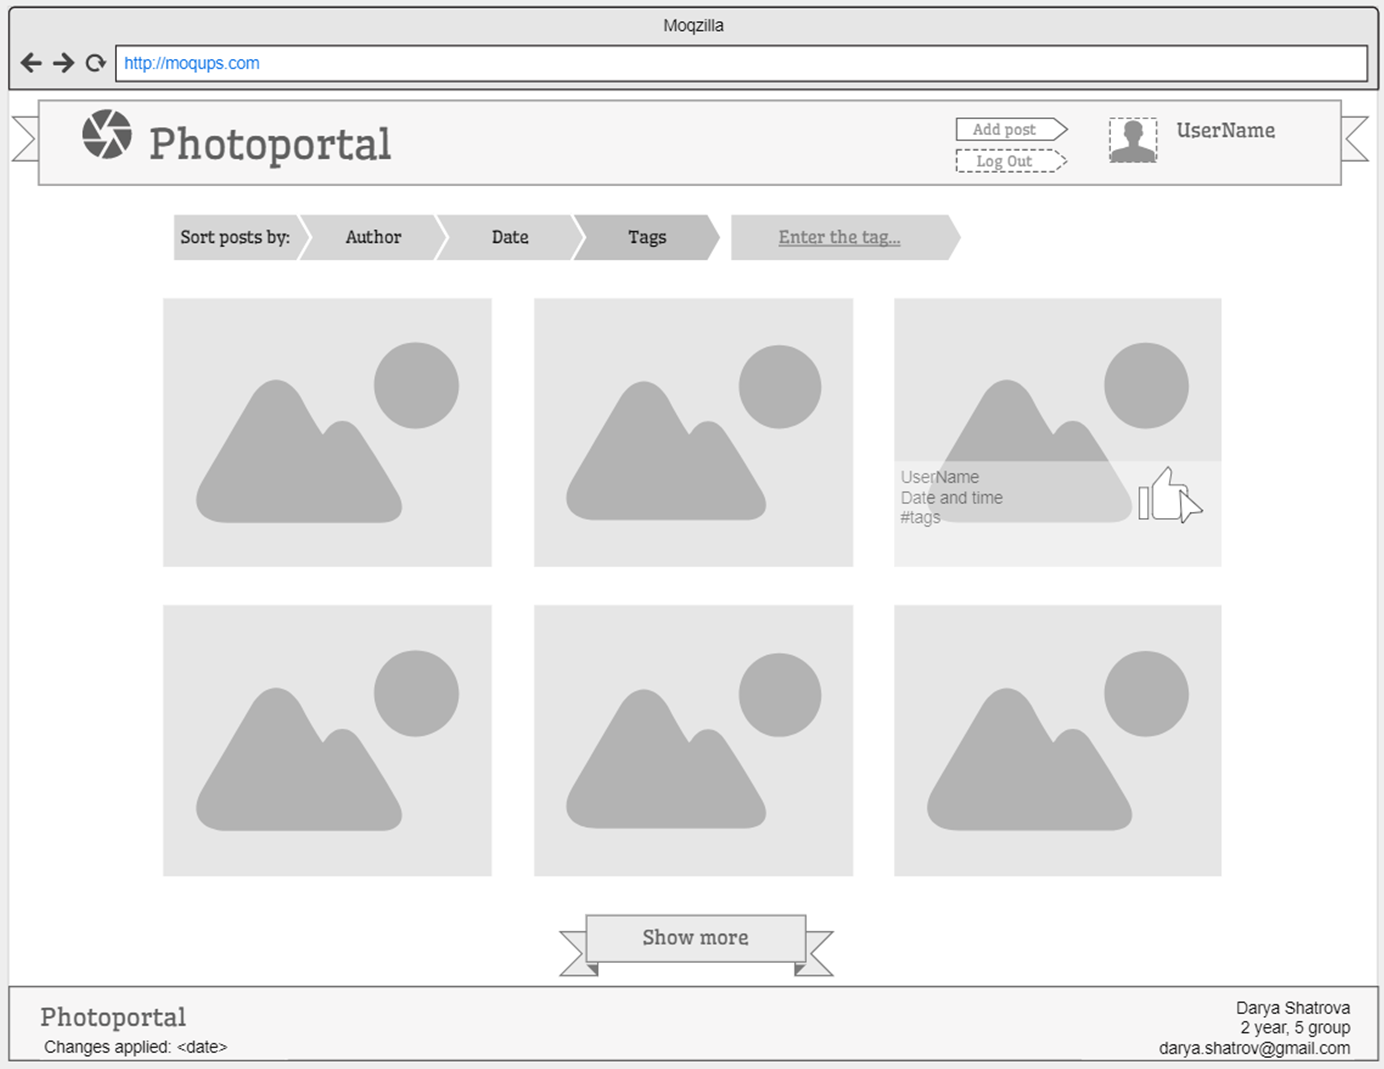 Moqzilla
http://moqups.com
Photoportal
Add post
Log Out
UserName
Sort posts by:
Author
Date
Tags
Enter the tag...
UserName
Date and time
#tags
Show more
Photoportal
Changes applied: <date>
Darya Shatrova
2 year, 5 group
darya.shatrov@gmail.com